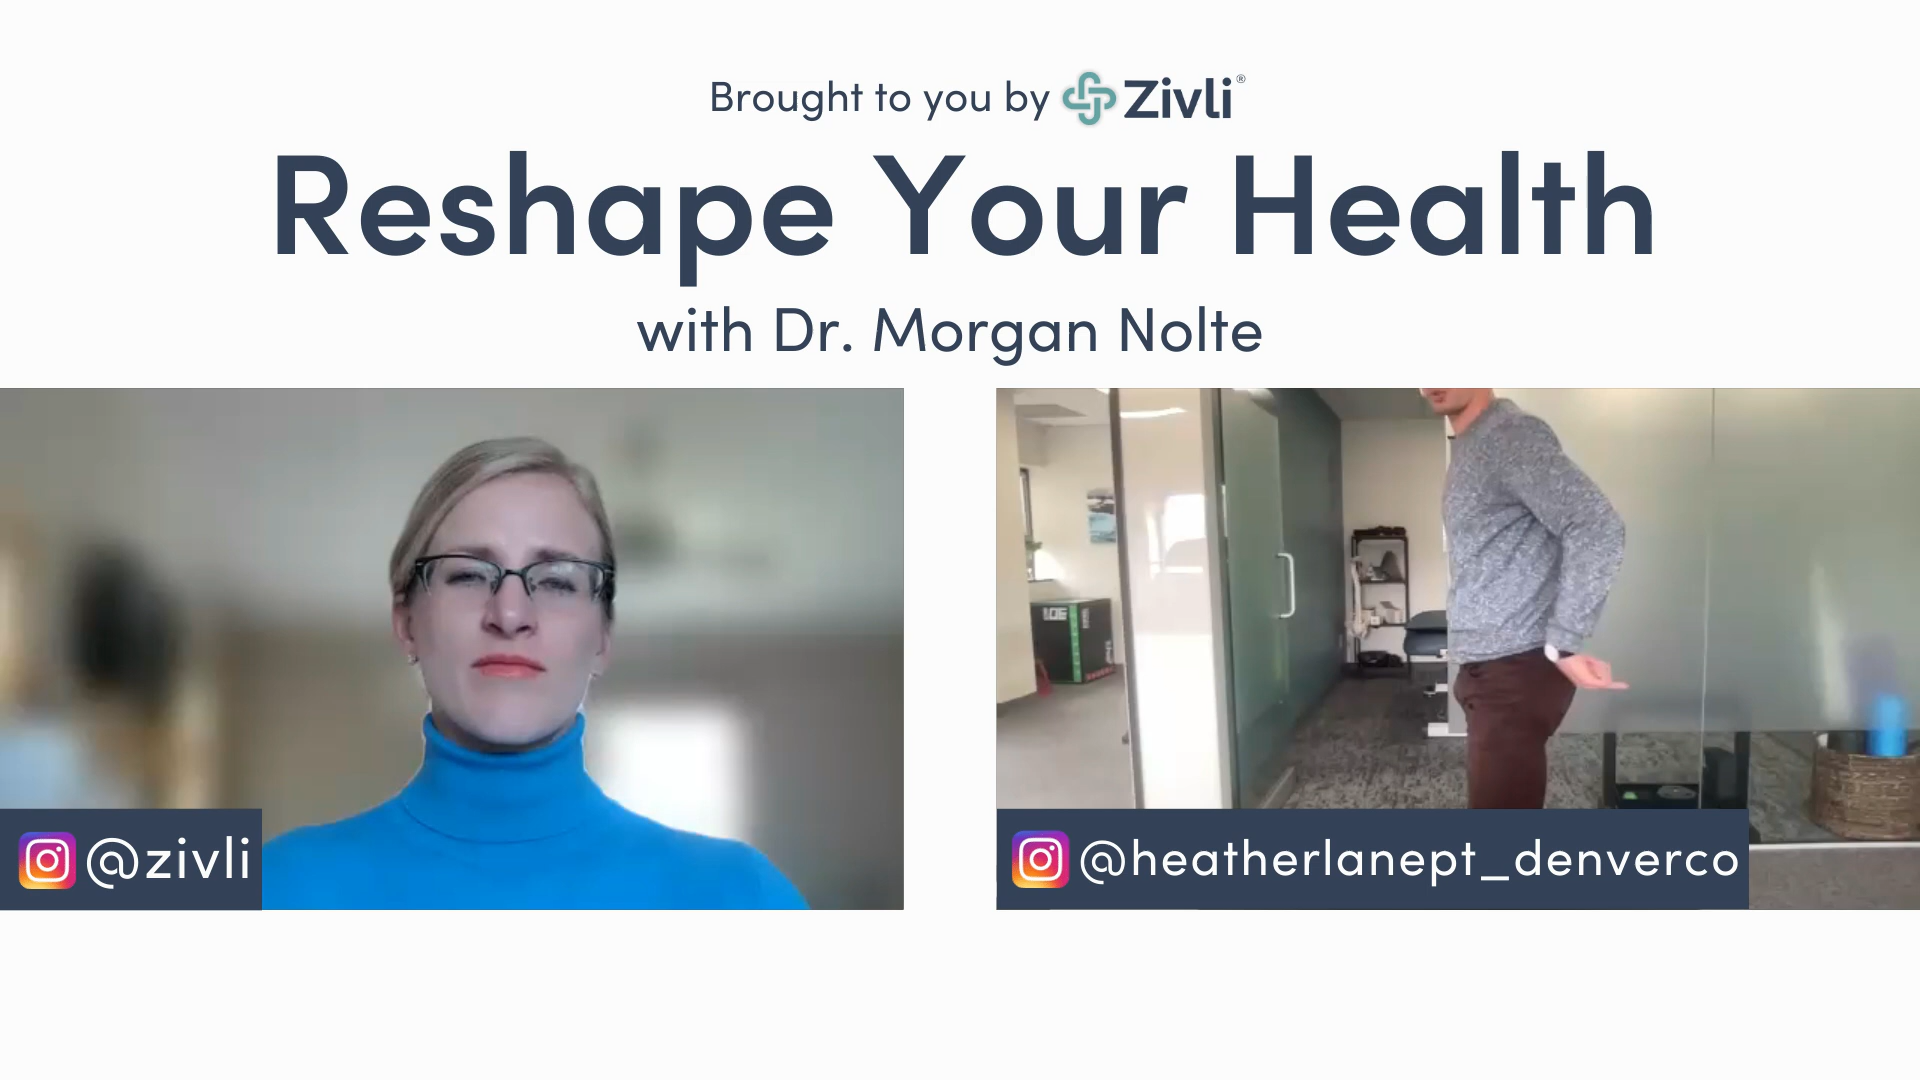 Brought to you by Zivli®
Reshape Your Health
with Dr. Morgan Nolte
@zivli
@heatherlanept_denverco